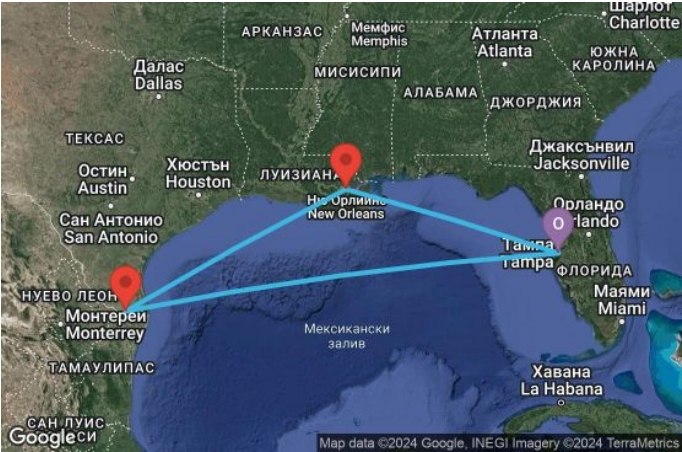 Шарлот
Charlotte
АРКАНЗАС
Мемфис
Memphis
Атланта
Atlanta
ЮЖНА
КАРОЛИНА
Далас
Dallas
МИСИСИПИ
АЛАБАМА
ДЖОРДЖИЯ
ТЕКСАС
Джаксънвил
Jacksonville
Остин
Austin
Хюстън
Houston
ЛУИЗИАНА
Ню Орлийнс
New Orleans
Орландо
Orlando
Сан Антонио
San Antonio
O
Тампа
Tampa
ФЛОРИДА
НУЕВО ЛЕОН
Монтерей
Monterrey
Маями
Miami
Мексикански
залив
ТАМАУЛИПАС
Хавана
La Habana
САН ЛУИС
Google
Map data ©2024 Google, INEGI Imagery ©2024 TerraMetrics